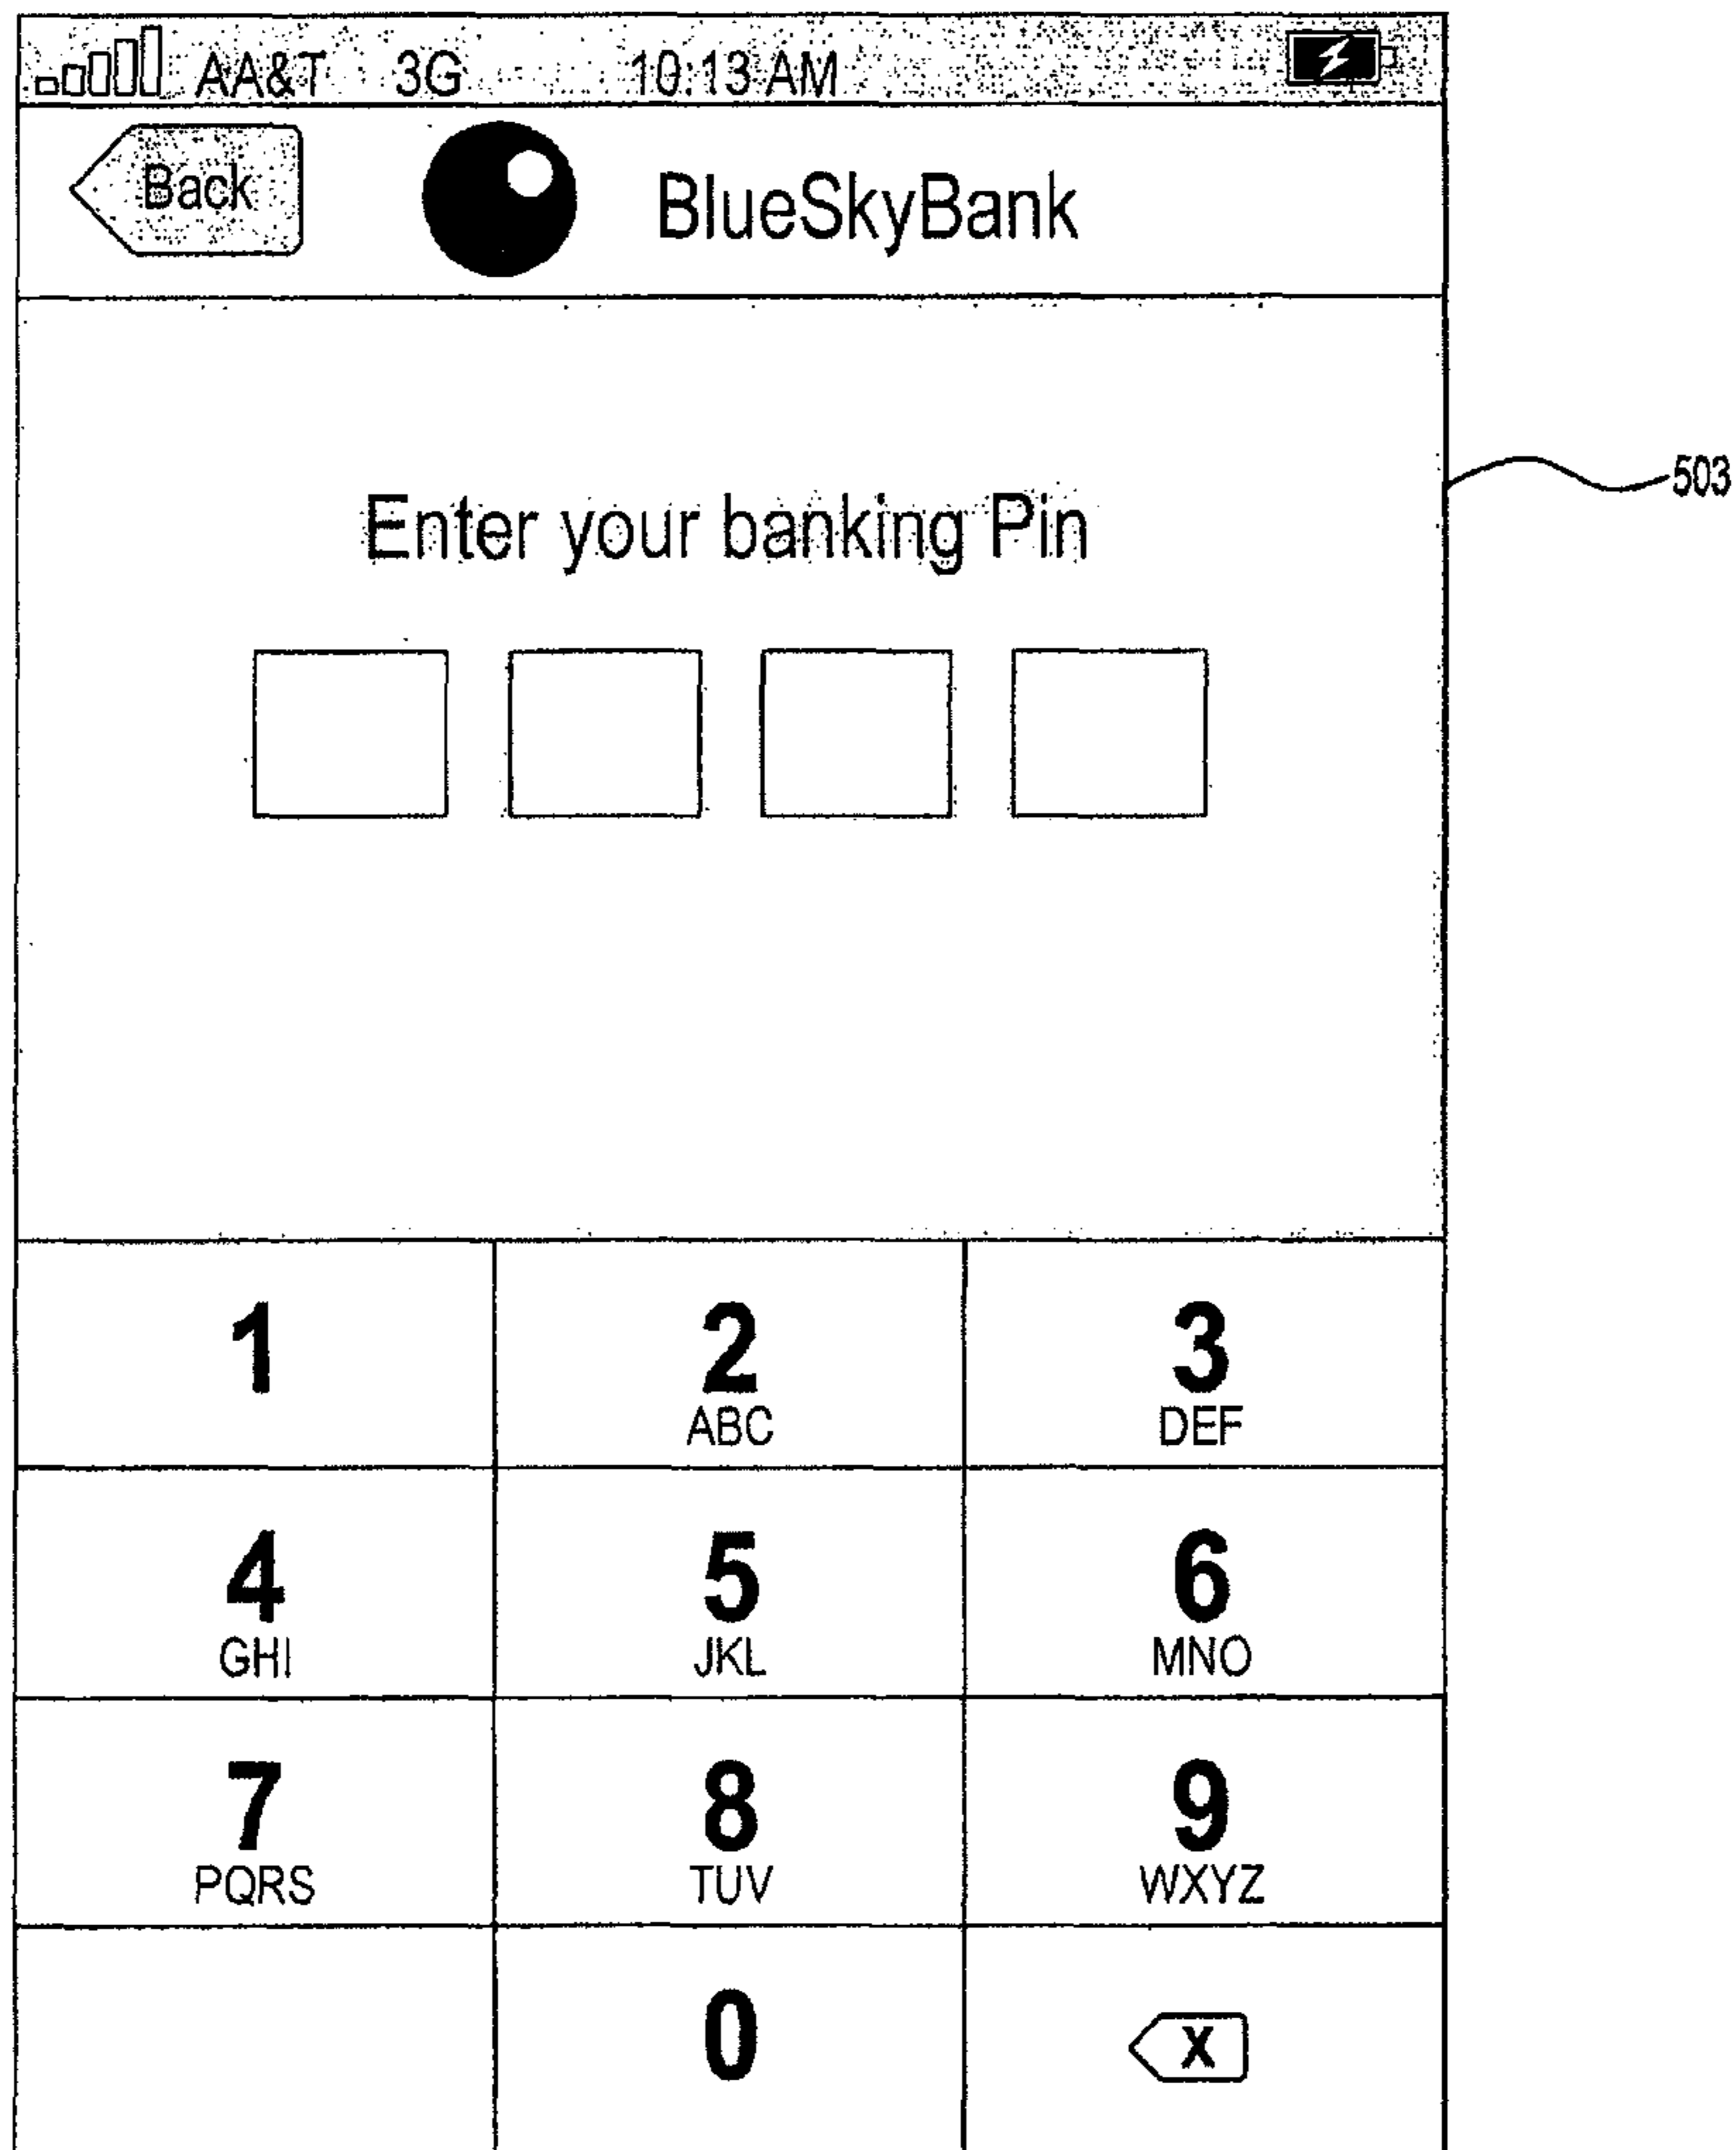 AA&T 3G 10:13 AM
Back BlueSkyBank
503
Enter your banking Pin
1 2 3
ABC DEF
4 5 6
GHI JKL MNO
7 8 9
PQRS TUV WXYZ
0 X